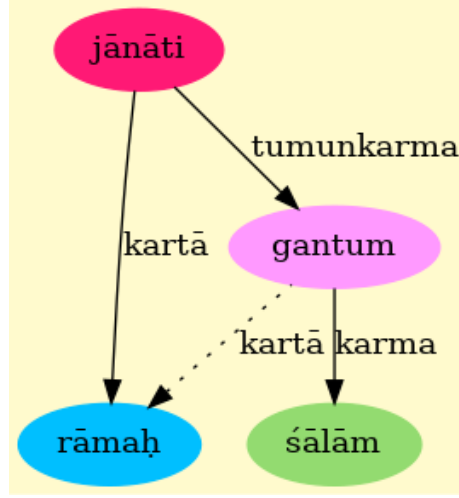 jānāti
tumunkarma
kartā
gantum
kartā karma
rāmaḥ
śālām